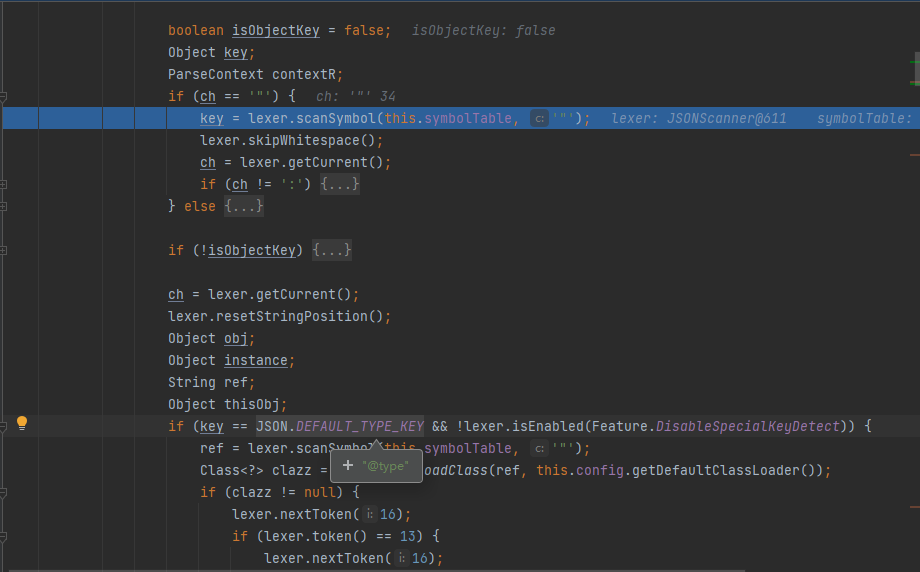 boolean isObjectKey = false; isObjectKey: false
Object key;
ParseContext contextR;
if (ch == '"') { ch: '"' 34
key = lexer.scanSymbol(this.symbolTable, c: '"'); lexer: JSONScanner@611 symbolTable:
lexer.skipWhitespace();
ch = lexer.getCurrent();
if (ch != ':') {...}
} else {...}
if (!isObjectKey) {...}
ch = lexer.getCurrent();
lexer.resetStringPosition();
Object obj;
Object instance;
String ref;
Object thisObj;
if (key == JSON.DEFAULT_TYPE_KEY && !lexer.isEnabled(Feature.DisableSpecialKeyDetect)) {
ref = lexer.scanSymbol(this.symbolTable, c: '"');
+ "@type"
Class<?> clazz = oadClass(ref, this.config.getDefaultClassLoader());
if (clazz != null) {
lexer.nextToken( i: 16);
if (lexer.token() == 13) {
lexer.nextToken( i: 16);